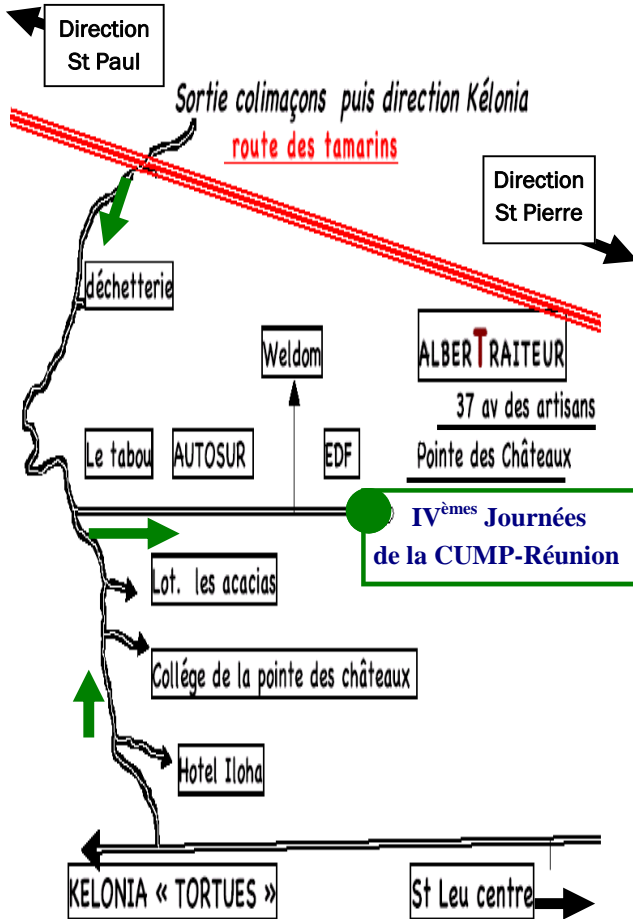 Direction
St Paul
Sortie colimaçons puis direction Kélonia
route des tamarins
Direction
St Pierre
déchetterie
Weldom
ALBERTRAITEUR
37 av des artisans
Pointe des Châteaux
Le tabou
AUTOSUR
EDF
IVèmes Journées
de la CUMP-Réunion
Lot. les acacias
Collége de la pointe des châteaux
Hotel Iloha
KELONIA « TORTUES »
St Leu centre